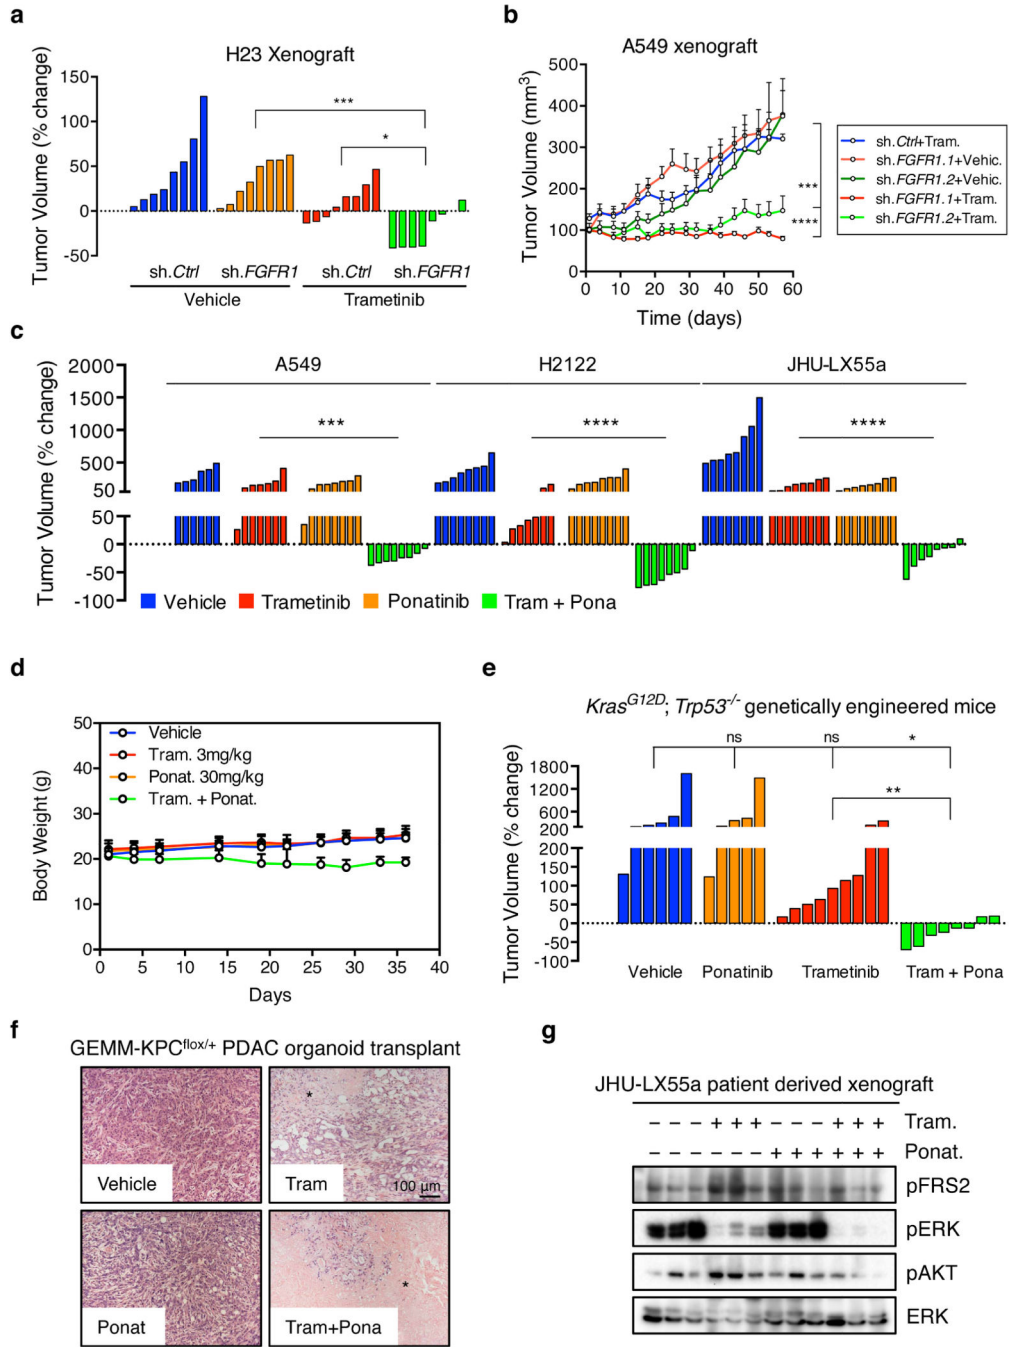 a
H23 Xenograft
Tumor Volume (% change)
150
100
50
0
-50
***
*
sh.Ctrl sh.FGFR1 sh.Ctrl sh.FGFR1
Vehicle Trametinib
b
A549 xenograft
Tumor Volume (mm3)
500
400
300
200
100
0
0 10 20 30 40 50 60
Time (days)
***
****
sh.Ctrl+Tram.
sh.FGFR1.1+Vehic.
sh.FGFR1.2+Vehic.
sh.FGFR1.1+Tram.
sh.FGFR1.2+Tram.
c
Tumor Volume (% change)
2000
1500
1000
500
50
50
0
-50
-100
A549 H2122 JHU-LX55a
*** **** ****
Vehicle Trametinib Ponatinib Tram + Pona
d
Body Weight (g)
50
30
20
10
0
Vehicle
Tram. 3mg/kg
Ponat. 30mg/kg
Tram. + Ponat.
0 5 10 15 20 25 30 35 40
Days
e
KrasG12D; Trp53-/- genetically engineered mice
ns ns *
**
Tumor Volume (% change)
1800
1200
600
200
200
150
100
50
0
-50
-100
Vehicle Ponatinib Trametinib Tram + Pona
f
GEMM-KPCflox/+ PDAC organoid transplant
Vehicle
*
Tram
100 µm
Ponat
*
Tram+Pona
g
JHU-LX55a patient derived xenograft
− − − + + + − − − + + + Tram.
− − − − − − + + + + + + Ponat.
pFRS2
pERK
pAKT
ERK